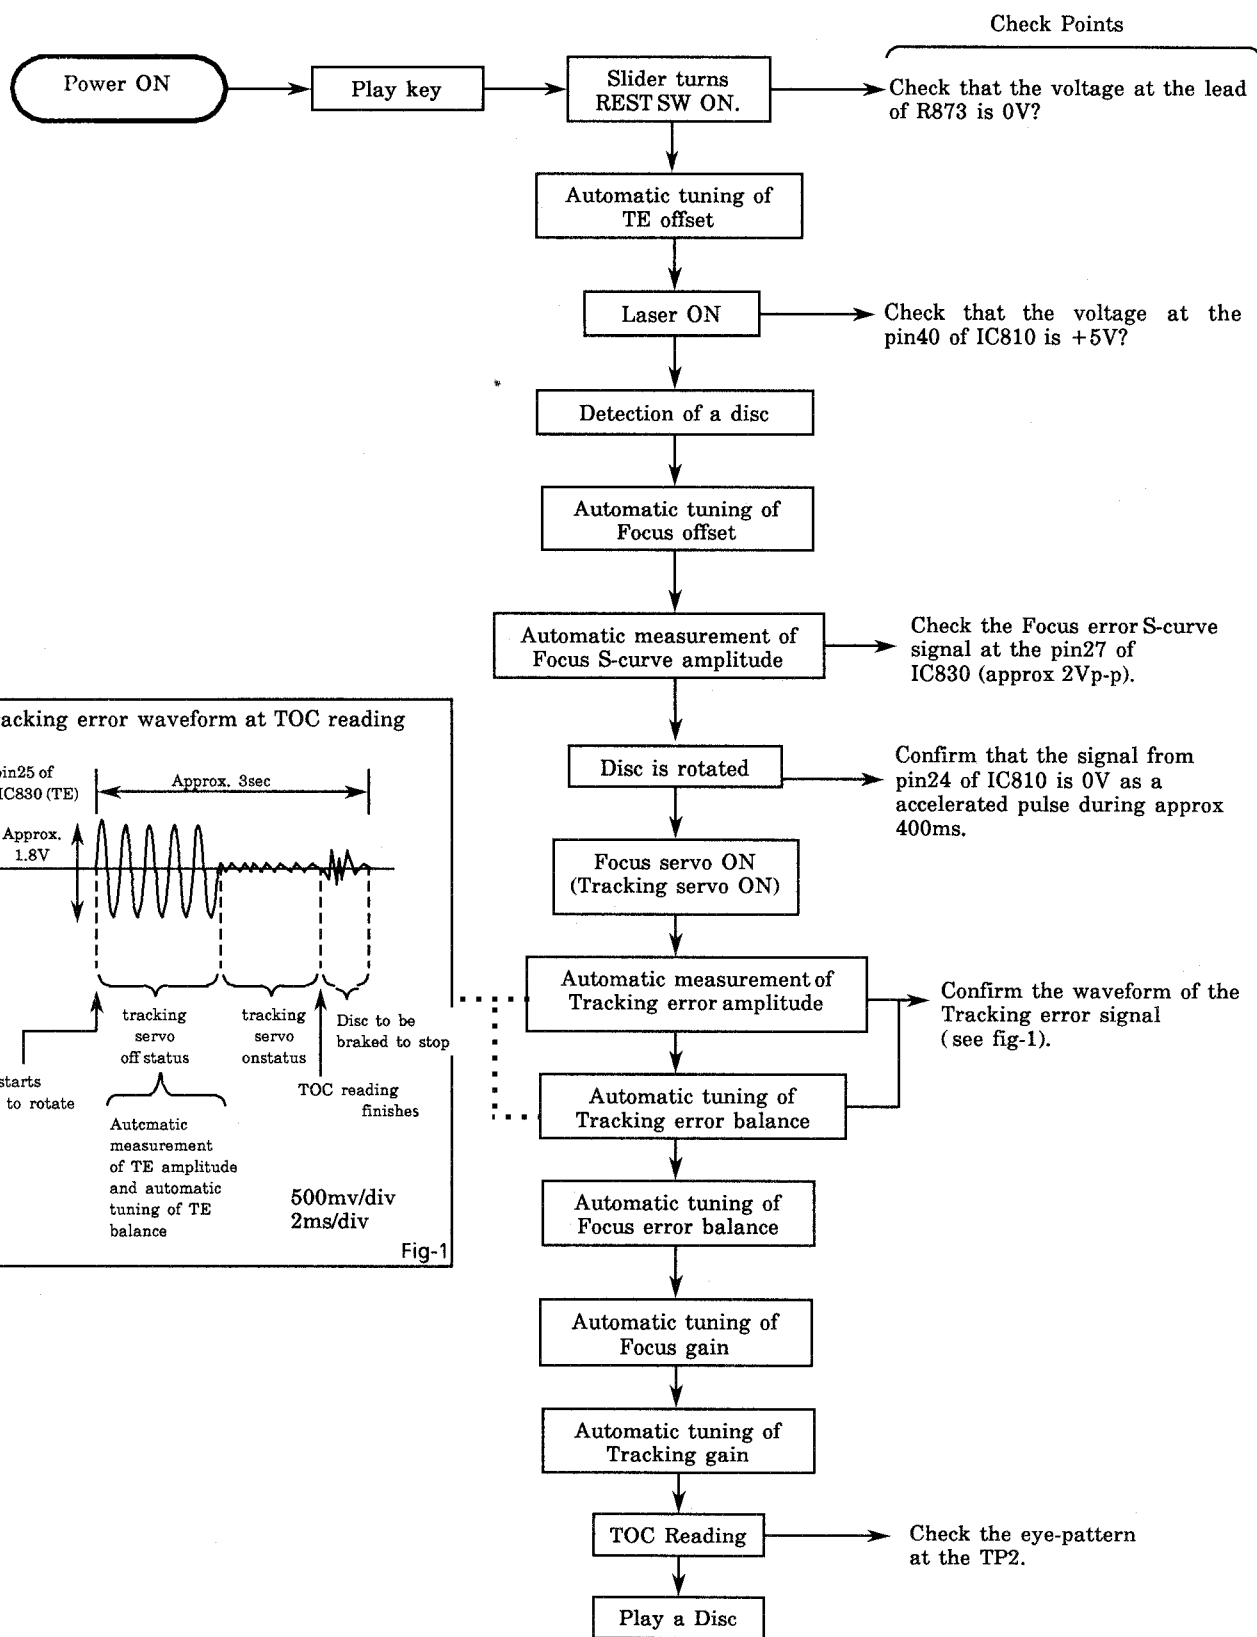 Check Points
Power ON
Play key
Slider turns
REST SW ON.
Check that the voltage at the lead
of R873 is 0V?
Automatic tuning of
TE offset
Laser ON
Check that the voltage at the
pin40 of IC810 is +5V?
Detection of a disc
Automatic tuning of
Focus offset
Automatic measurement of
Focus S-curve amplitude
Check the Focus error S-curve
signal at the pin27 of
IC830 (approx 2Vp-p).
Disc is rotated
Confirm that the signal from
pin24 of IC810 is 0V as a
accelerated pulse during approx
400ms.
Focus servo ON
(Tracking servo ON)
Automatic measurement of
Tracking error amplitude
Confirm the waveform of the
Tracking error signal
(see fig-1).
Automatic tuning of
Tracking error balance
Automatic tuning of
Focus error balance
Automatic tuning of
Focus gain
Automatic tuning of
Tracking gain
TOC Reading
Check the eye-pattern
at the TP2.
Play a Disc
acking error waveform at TOC reading
in25 of
IC830 (TE)
Approx. 3sec
Approx.
1.8V
tracking
servo
off status
tracking
servo
onstatus
Disc to be
braked to stop
starts
to rotate
TOC reading
finishes
Autcmatic
measurement
of TE amplitude
and automatic
tuning of TE
balance
500mv/div
2ms/div
Fig-1